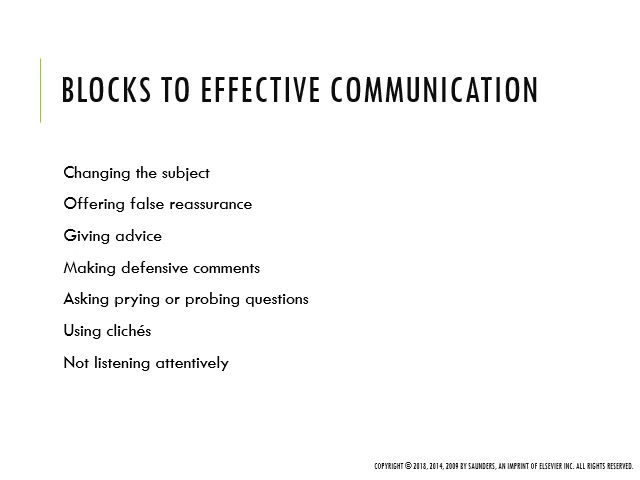 BLOCKS TO EFFECTIVE COMMUNICATION
Changing the subject
Offering false reassurance
Giving advice
Making defensive comments
Asking prying or probing questions
Using clichés
Not listening attentively
COPYRIGHT © 2018, 2014, 2009 BY SAUNDERS, AN IMPRINT OF ELSEVIER INC. ALL RIGHTS RESERVED.